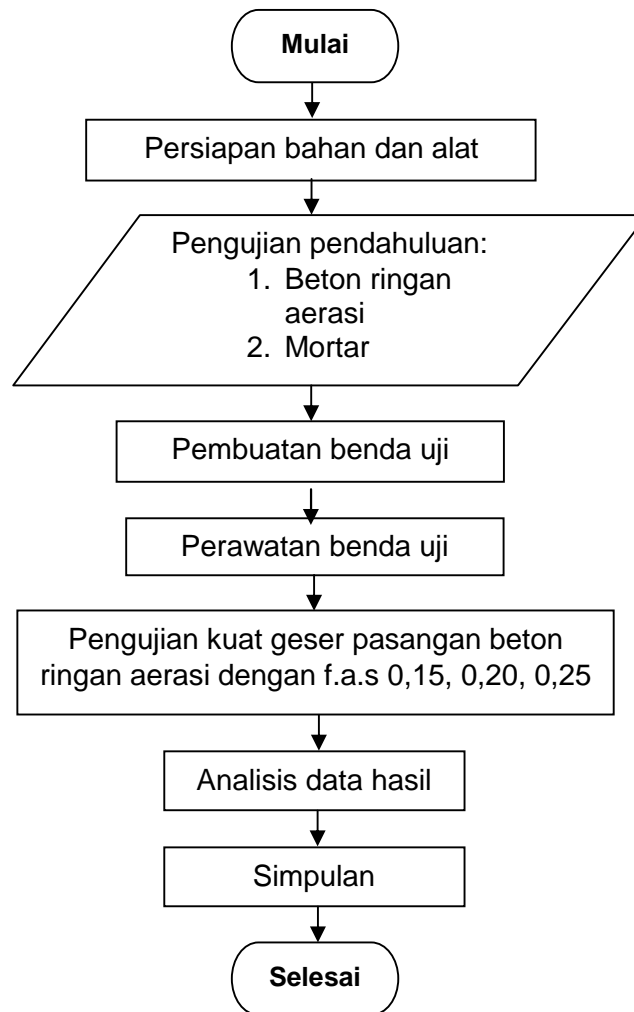 Mulai
Persiapan bahan dan alat
Pengujian pendahuluan:
1. Beton ringan
aerasi
2. Mortar
Pembuatan benda uji
Perawatan benda uji
Pengujian kuat geser pasangan beton
ringan aerasi dengan f.a.s 0,15, 0,20, 0,25
Analisis data hasil
Simpulan
Selesai